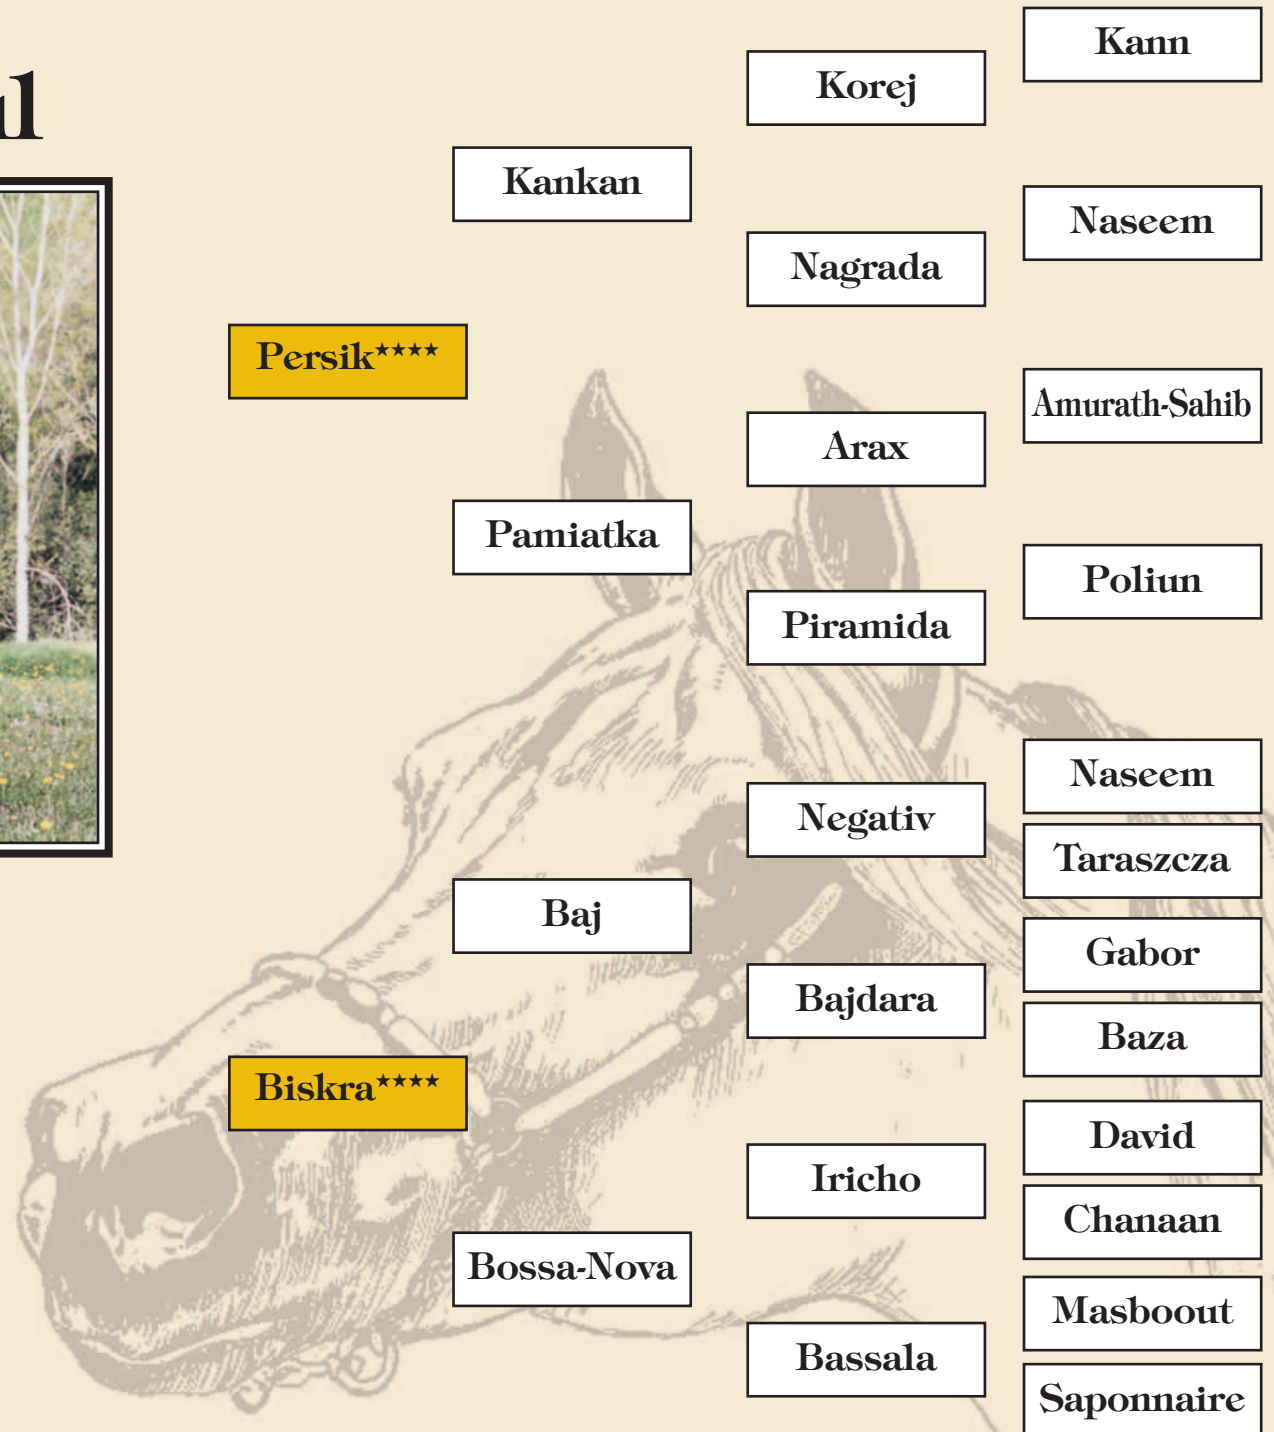 Kann
Korej
Kankan
Naseem
Nagrada
Persik★★★★
Amurath-Sahib
Arax
Pamiatka
Poliun
Piramida
Naseem
Negativ
Taraszcza
Baj
Gabor
Bajdara
Baza
Biskra★★★★
David
Iricho
Chanaan
Bossa-Nova
Masboout
Bassala
Saponnaire